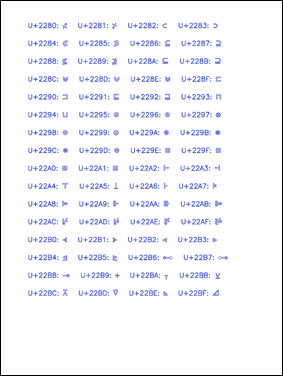 U+2280: ⊀ U+2281: ⊁ U+2282: ⊂ U+2283: ⊃
U+2284: ⊄ U+2285: ⊅ U+2286: ⊆ U+2287: ⊇
U+2288: ⊈ U+2289: ⊉ U+228A: ⊊ U+228B: ⊋
U+228C: ⊌ U+228D: ⊍ U+228E: ⊎ U+228F: ⊏
U+2290: ⊐ U+2291: ⊑ U+2292: ⊒ U+2293: ⊓
U+2294: ⊔ U+2295: ⊕ U+2296: ⊖ U+2297: ⊗
U+2298: ⊘ U+2299: ⊙ U+229A: ⊚ U+229B: ⊛
U+229C: ⊜ U+229D: ⊝ U+229E: ⊞ U+229F: ⊟
U+22A0: ⊠ U+22A1: ⊡ U+22A2: ⊢ U+22A3: ⊣
U+22A4: ⊤ U+22A5: ⊥ U+22A6: ⊦ U+22A7: ⊧
U+22A8: ⊨ U+22A9: ⊩ U+22AA: ⊪ U+22AB: ⊫
U+22AC: ⊬ U+22AD: ⊭ U+22AE: ⊮ U+22AF: ⊯
U+22B0: ⊰ U+22B1: ⊱ U+22B2: ⊲ U+22B3: ⊳
U+22B4: ⊴ U+22B5: ⊵ U+22B6: ⊶ U+22B7: ⊷
U+22B8: ⊸ U+22B9: ⊹ U+22BA: ⊺ U+22BB: ⊻
U+22BC: ⊼ U+22BD: ⊽ U+22BE: ⊾ U+22BF: ⊿